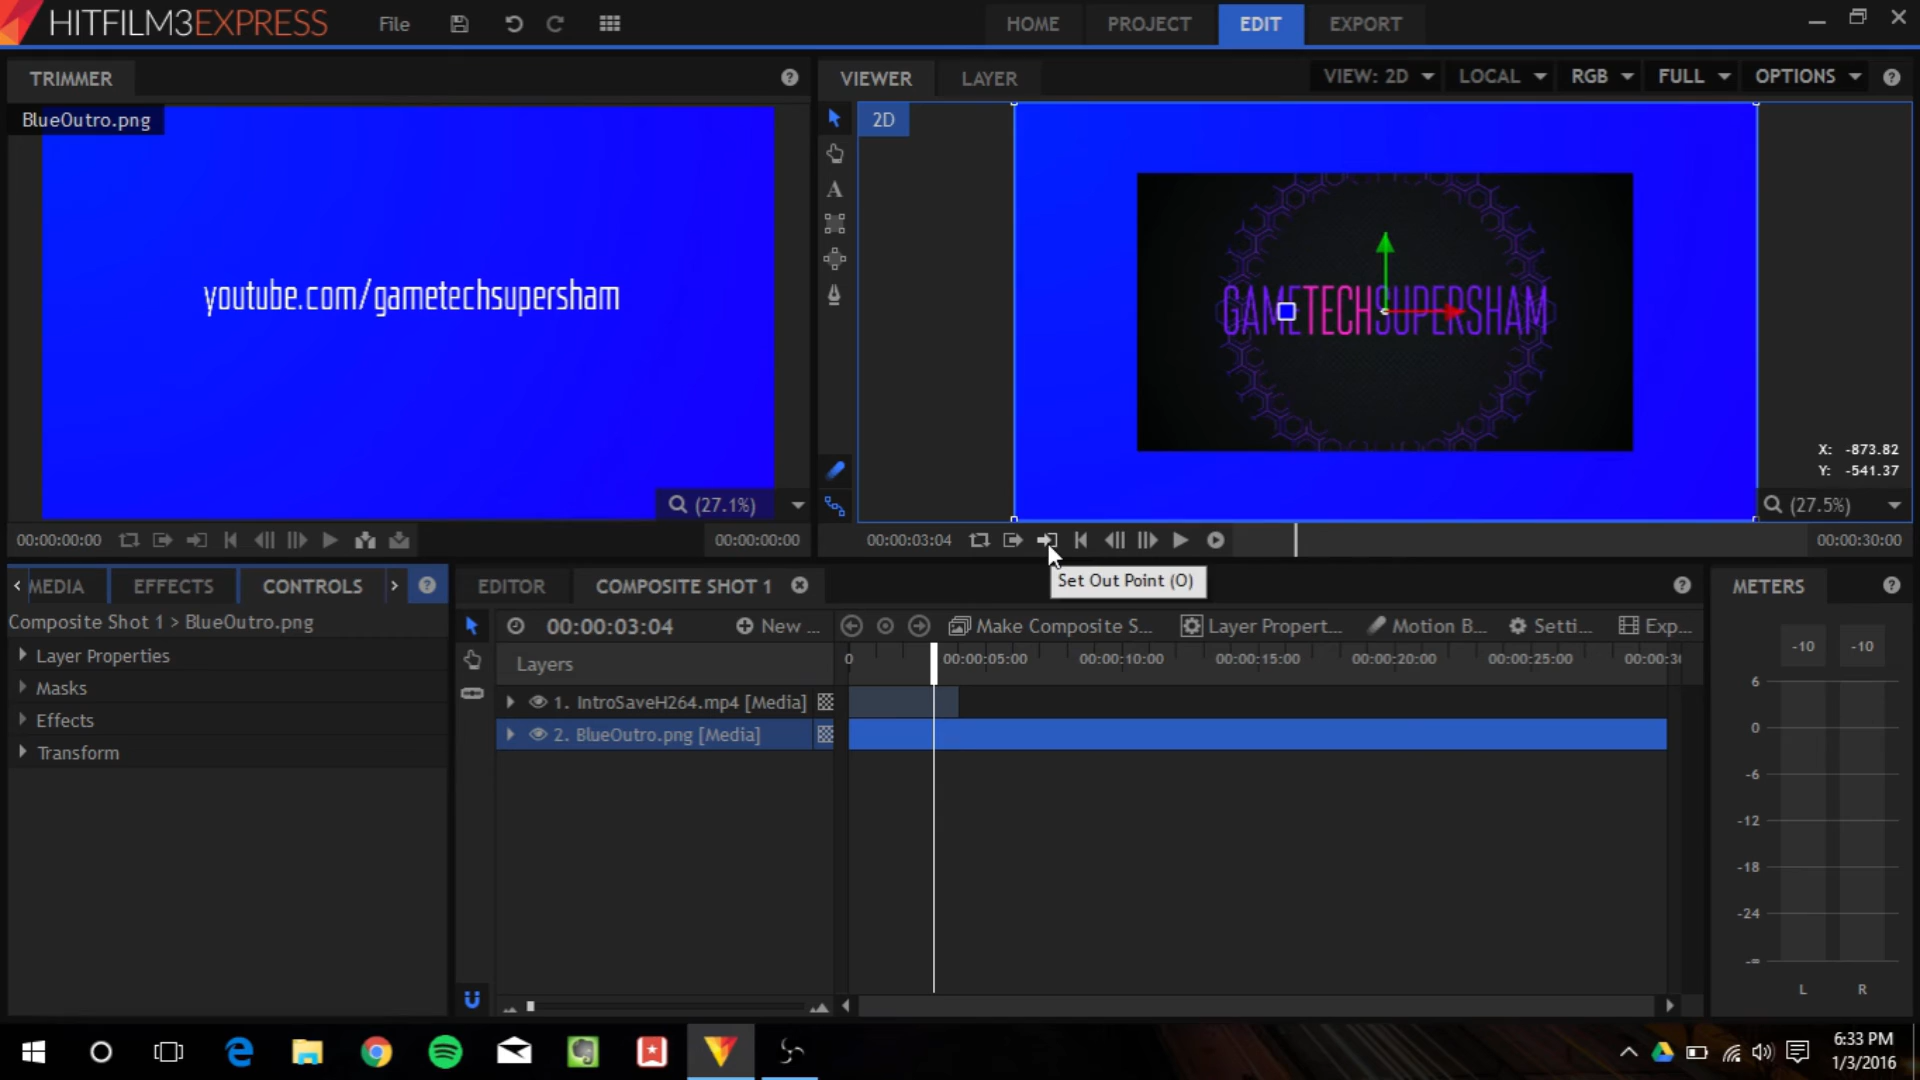 HITFILM3EXPRESS
File
HOME
PROJECT
EDIT
EXPORT
TRIMMER
BlueOutro.png
youtube.com/gametechsupersham
(27.1%)
00:00:00:00
00:00:00:00
VIEWER
LAYER
VIEW: 2D
LOCAL
RGB
FULL
OPTIONS
2D
A
GAMETECHSUPERSHAM
X: -873.82
Y: -541.37
(27.5%)
00:00:03:04
00:00:30:00
Set Out Point (O)
MEDIA
EFFECTS
CONTROLS
Composite Shot 1 > BlueOutro.png
Layer Properties
Masks
Effects
Transform
EDITOR
COMPOSITE SHOT 1
00:00:03:04
New ...
Make Composite S...
Layer Propert...
Motion B...
Setti...
Exp...
Layers
0
00:00:05:00
00:00:10:00
00:00:15:00
00:00:20:00
00:00:25:00
00:00:3
1. IntroSaveH264.mp4 [Media]
2. BlueOutro.png [Media]
METERS
-10
-10
6
0
-6
-12
-18
-24
-∞
L
R
6:33 PM
1/3/2016